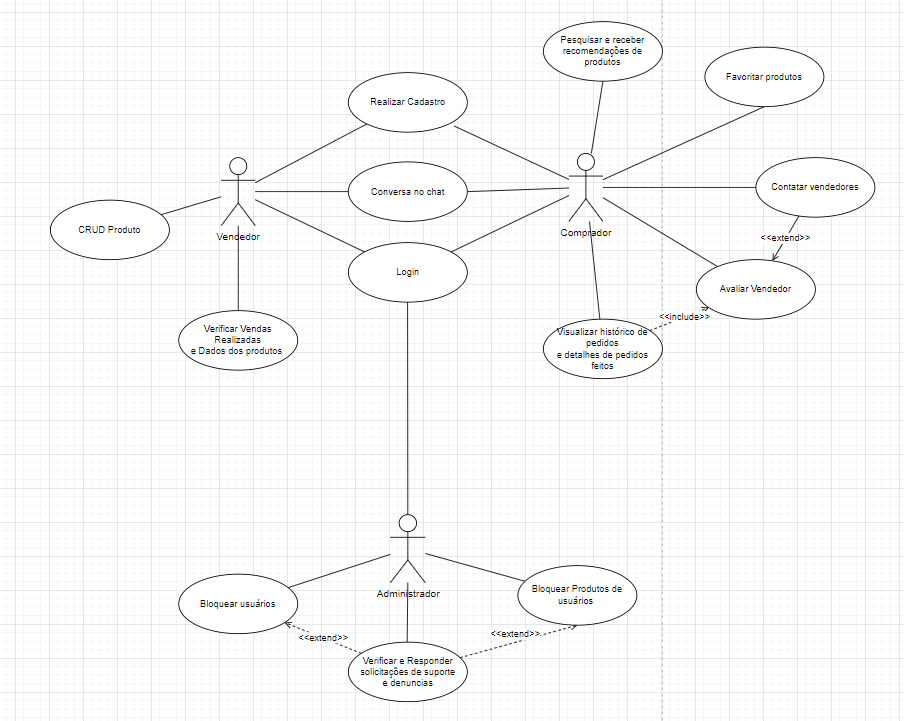 Pesquisar e receber
recomendações de
produtos
Favoritar produtos
Realizar Cadastro
Conversa no chat
Contatar vendedores
CRUD Produto
Vendedor
Comprador
<<extend>>
Login
Avaliar Vendedor
<<include>>
Verificar Vendas
Realizadas
e Dados dos produtos
Visualizar histórico de
pedidos
e detalhes de pedidos
feitos
Administrador
Bloquear usuários
Bloquear Produtos de
usuários
<<extend>>
<<extend>>
Verificar e Responder
solicitações de suporte
e denuncias